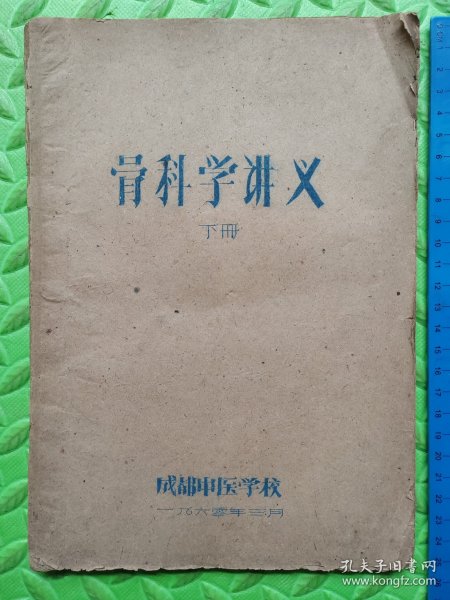 骨科学讲义
下册
成都中医学校
一九六零年三月
孔夫子旧书网
www.kongfz.com